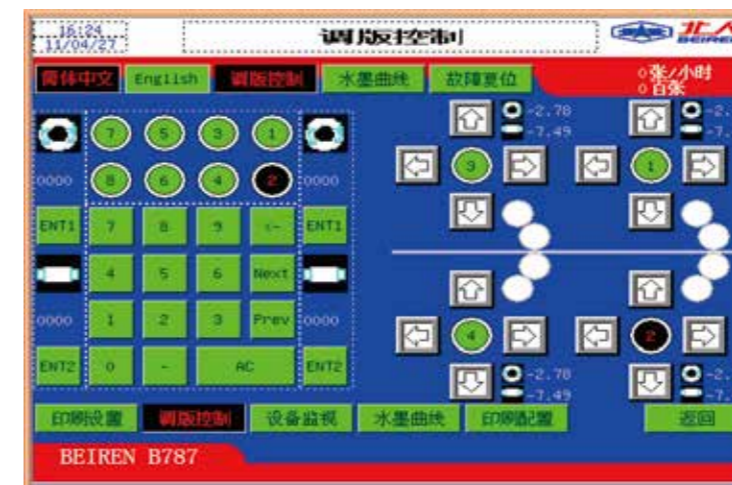 16:24
11/04/27
调版控制
北人
简体中文 English 调版控制 水墨曲线 故障复位
0张/小时
0百张
7 5 3 1
8 6 4 2
0000 0000
ENT1 7 8 9 <- ENT1
4 5 6 Next
0000 1 2 3 Prev 0000
ENT2 0 - AC ENT2
-2.78
-7.49
3 1
4 2
-2.78
-7.49
印刷设置 调版控制 设备监视 水墨曲线 印刷配置 返回
BEIREN B787